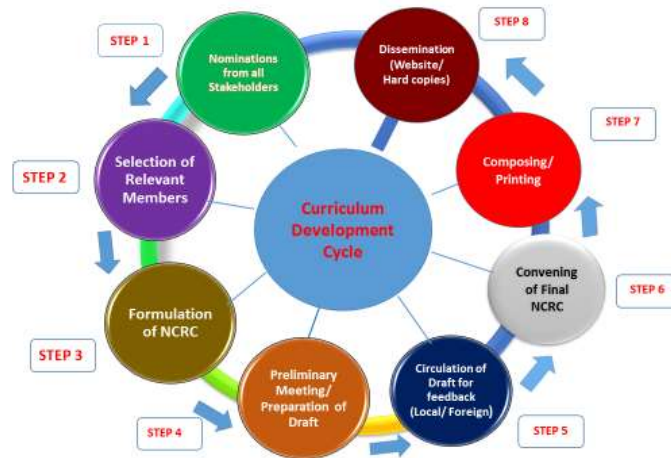 STEP 1
Nominations
from all
Stakeholders
STEP 2
Selection of
Relevant
Members
STEP 3
Formulation
of NCRC
STEP 4
Preliminary
Meeting/
Preparation of
Draft
STEP 5
Circulation of
Draft for
feedback
(Local/ Foreign)
STEP 6
Convening
of Final
NCRC
STEP 7
Composing/
Printing
STEP 8
Dissemination
(Website/
Hard copies)
Curriculum
Development
Cycle